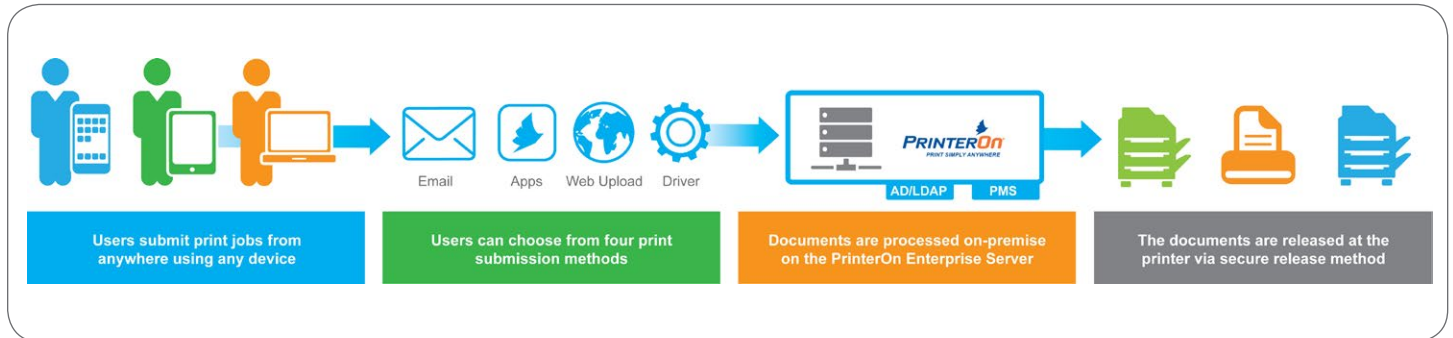 Email
Apps
Web Upload
Driver
PRINTERON
PRINT SIMPLY ANYWHERE
AD/LDAP
PMS
Users submit print jobs from
anywhere using any device
Users can choose from four print
submission methods
Documents are processed on-premise
on the PrinterOn Enterprise Server
The documents are released at the
printer via secure release method